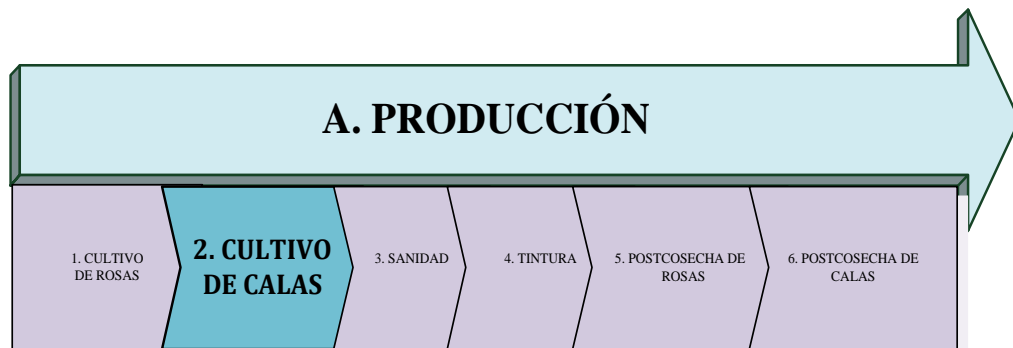 A. PRODUCCIÓN
1. CULTIVO
DE ROSAS
2. CULTIVO
DE CALAS
3. SANIDAD
4. TINTURA
5. POSTCOSECHA DE
ROSAS
6. POSTCOSECHA DE
CALAS